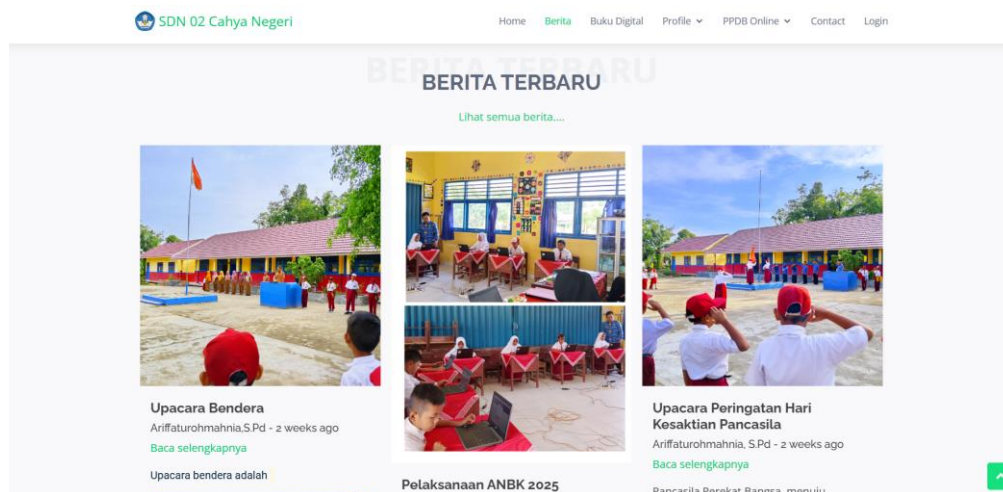 SDN 02 Cahya Negeri
Home Berita Buku Digital Profile PPDB Online Contact Login
BERITA TERBARU
BERITA TERBARU
Lihat semua berita,...
Upacara Bendera
Ariffaturohmahnia,S.Pd - 2 weeks ago
Baca selengkapnya
Upacara bendera adalah
Pelaksanaan ANBK 2025
Upacara Peringatan Hari
Kesaktian Pancasila
Ariffaturohmahnia, S.Pd - 2 weeks ago
Baca selengkapnya
Pancasila Perekat Bangsa, menuju